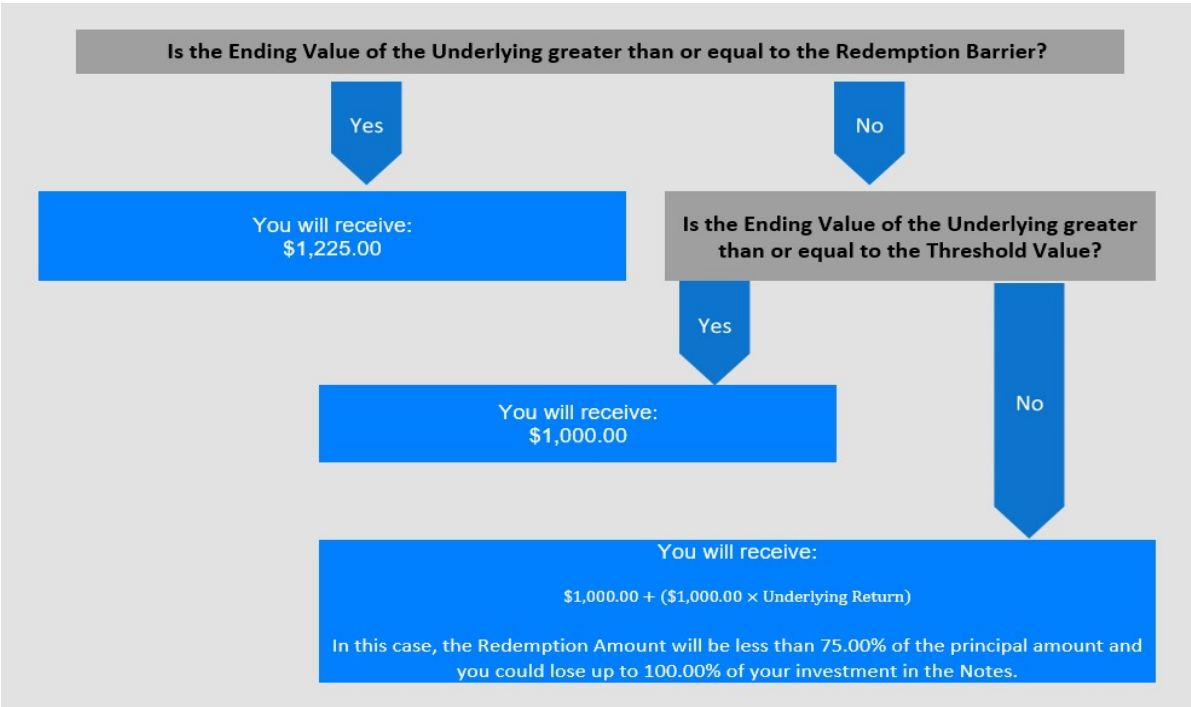 Is the Ending Value of the Underlying greater than or equal to the Redemption Barrier?
Yes
No
You will receive:
$1,225.00
Is the Ending Value of the Underlying greater
than or equal to the Threshold Value?
Yes
No
You will receive:
$1,000.00
You will receive:
$1,000.00 + ($1,000.00 × Underlying Return)
In this case, the Redemption Amount will be less than 75.00% of the principal amount and
you could lose up to 100.00% of your investment in the Notes.